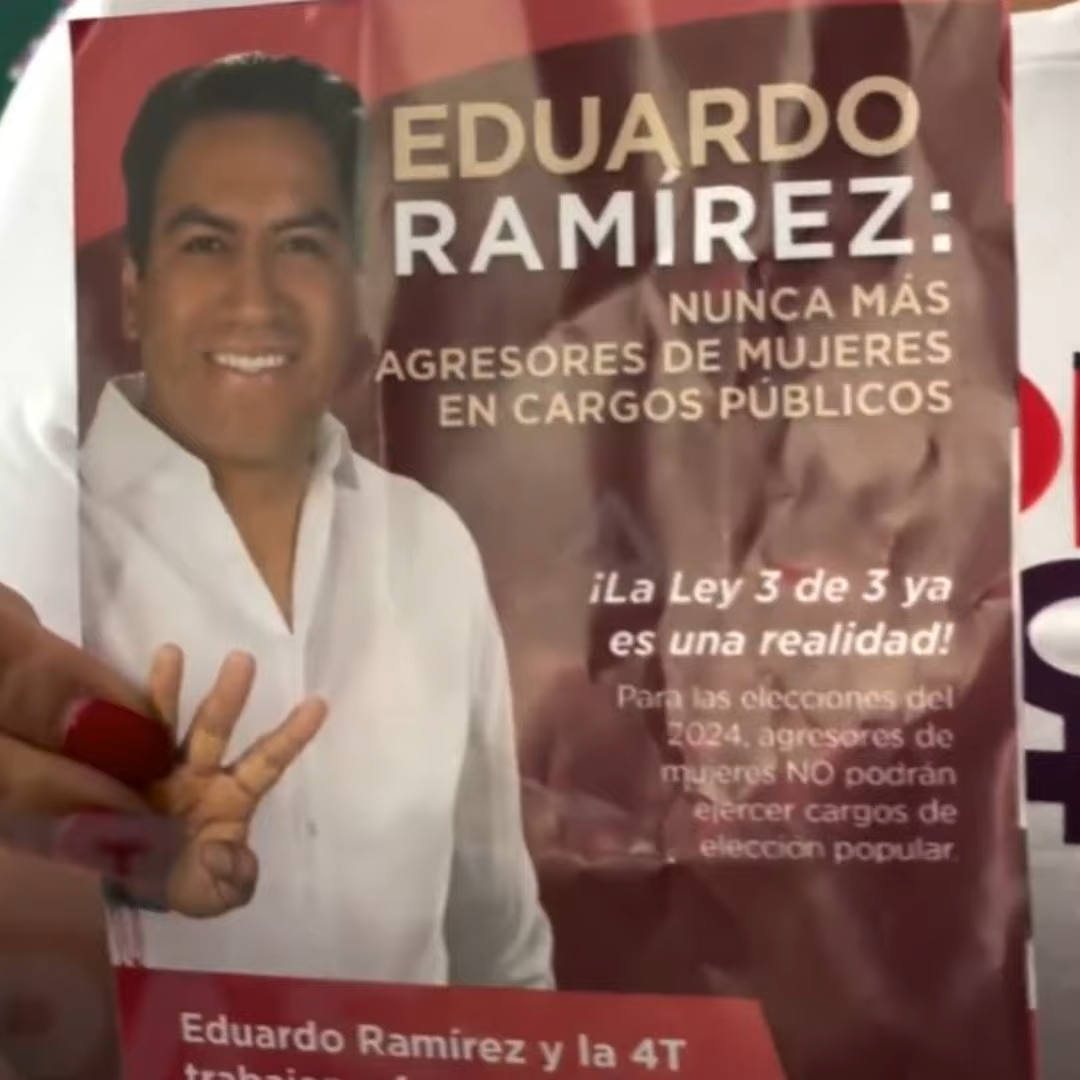 EDUARDO
RAMÍREZ:
NUNCA MÁS
AGRESORES DE MUJERES
EN CARGOS PÚBLICOS
¡La Ley 3 de 3 ya
es una realidad!
Para las elecciones del
2024, agresores de
mujeres NO podrán
ejercer cargos de
elección popular.
Eduardo Ramírez y la 4T